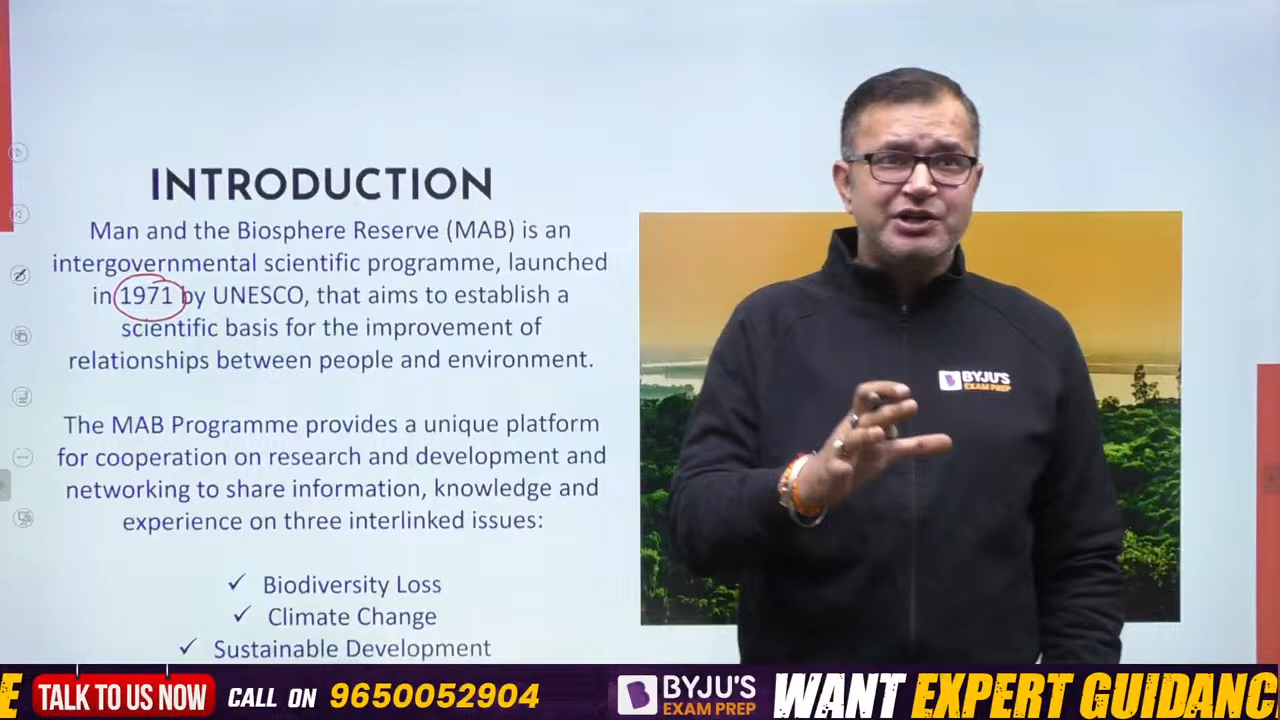 INTRODUCTION
Man and the Biosphere Reserve (MAB) is an
intergovernmental scientific programme, launched
in 1971 by UNESCO, that aims to establish a
scientific basis for the improvement of
relationships between people and environment.
The MAB Programme provides a unique platform
for cooperation on research and development and
networking to share information, knowledge and
experience on three interlinked issues:
✓ Biodiversity Loss
✓ Climate Change
✓ Sustainable Development
BYJU'S
EXAM PREP
E TALK TO US NOW CALL ON 9650052904 BYJU'S EXAM PREP WANT EXPERT GUIDANC